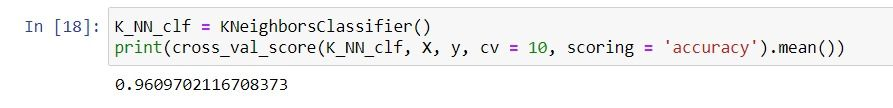 In [18]: K_NN_clf = KNeighborsClassifier()
print(cross_val_score(K_NN_clf, X, y, cv = 10, scoring = 'accuracy').mean())
0.9609702116708373